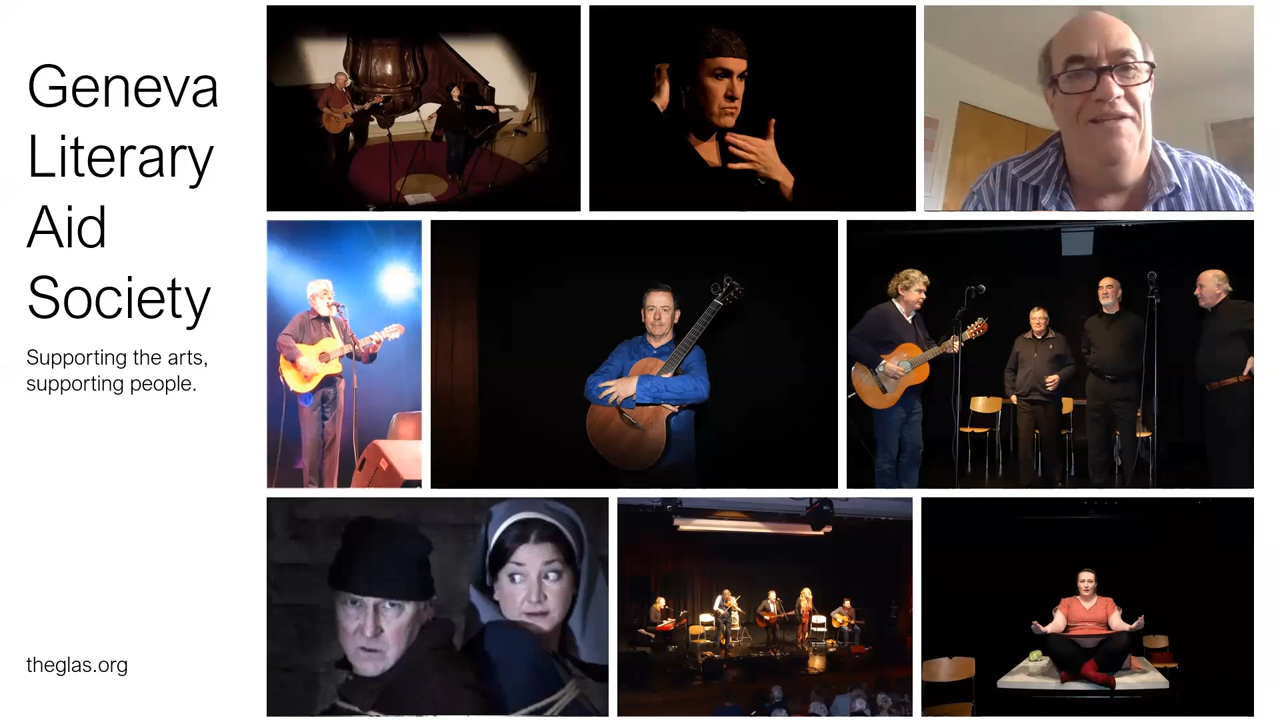 Geneva
Literary
Aid
Society
Supporting the arts,
supporting people.
theglas.org